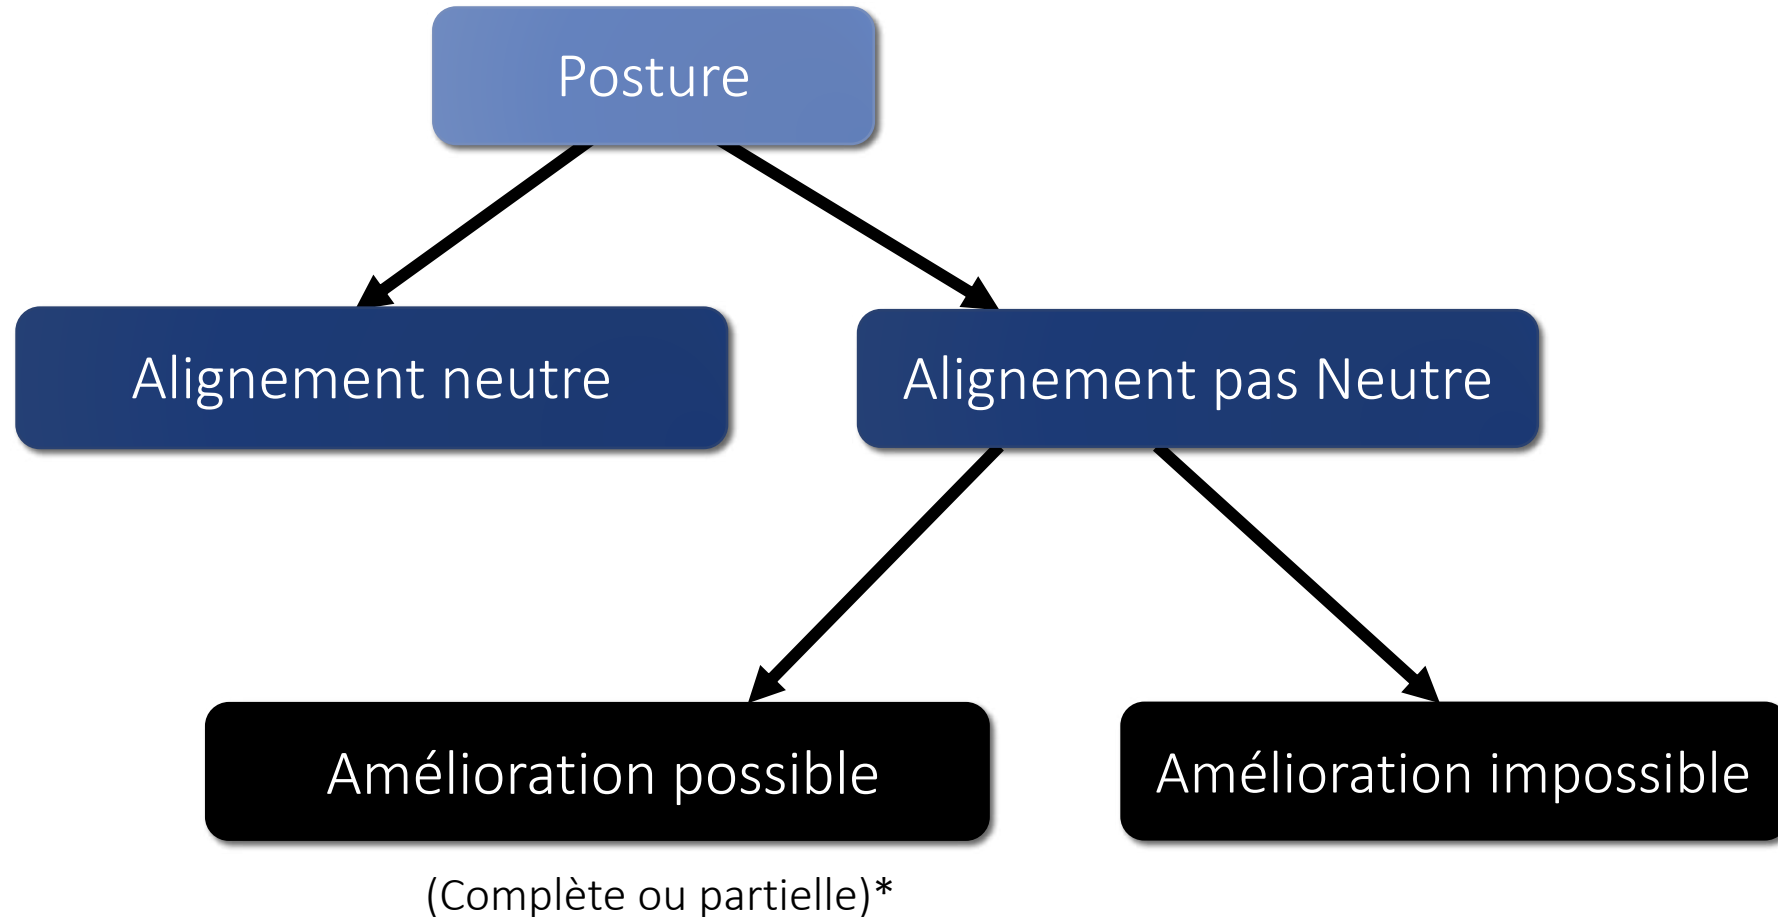 Posture
Alignement neutre
Alignement pas Neutre
Amélioration possible
Amélioration impossible
(Complète ou partielle)*